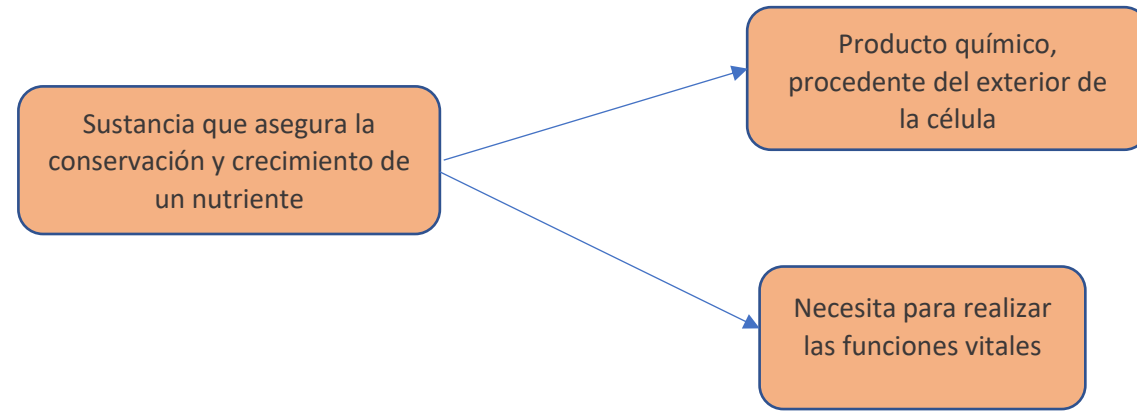 Sustancia que asegura la
conservación y crecimiento de
un nutriente
Producto químico,
procedente del exterior de
la célula
Necesita para realizar
las funciones vitales